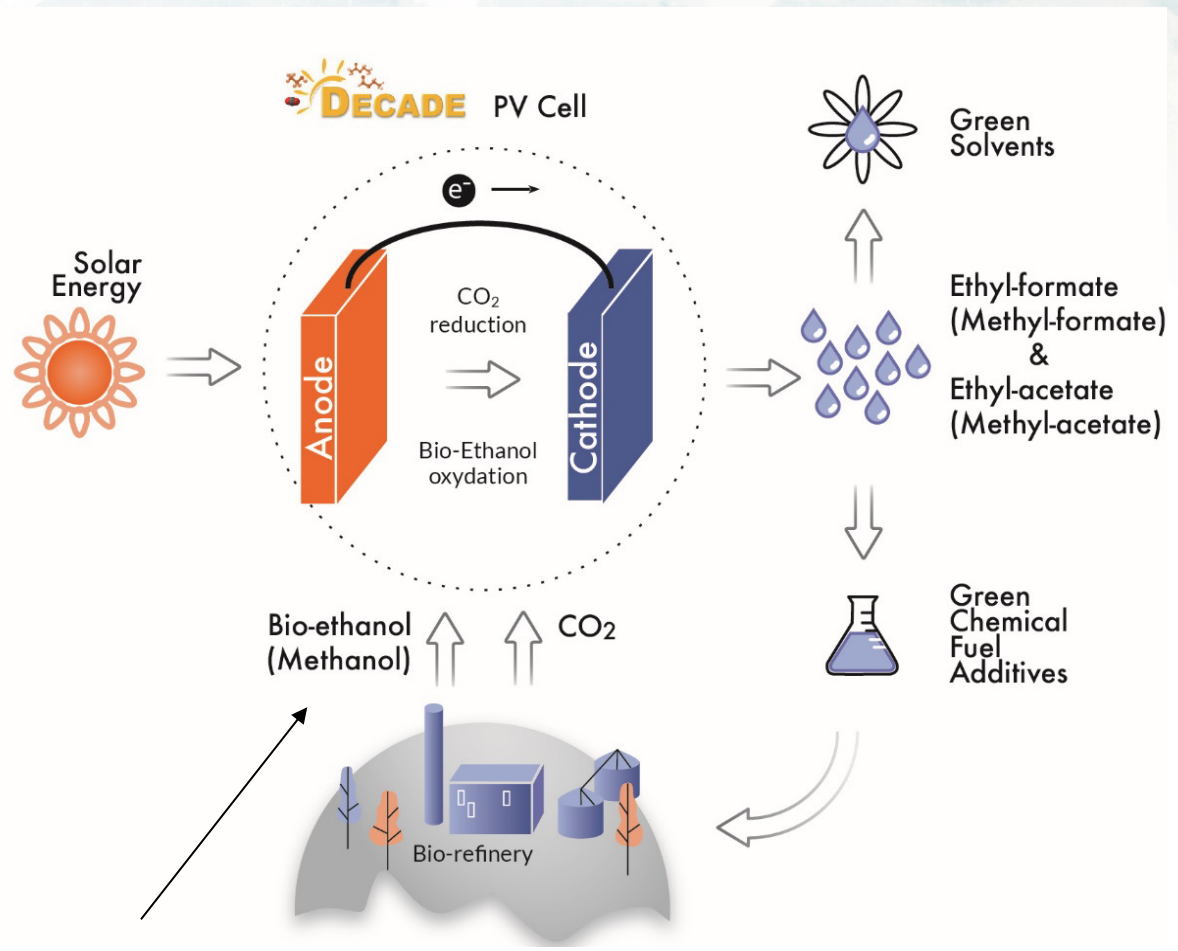 DECADE PV Cell
e⁻
Solar
Energy
Anode
CO₂
reduction
Bio-Ethanol
oxydation
Cathode
Green
Solvents
Ethyl-formate
(Methyl-formate)
&
Ethyl-acetate
(Methyl-acetate)
Bio-ethanol
(Methanol)
CO₂
Green
Chemical
Fuel
Additives
Bio-refinery